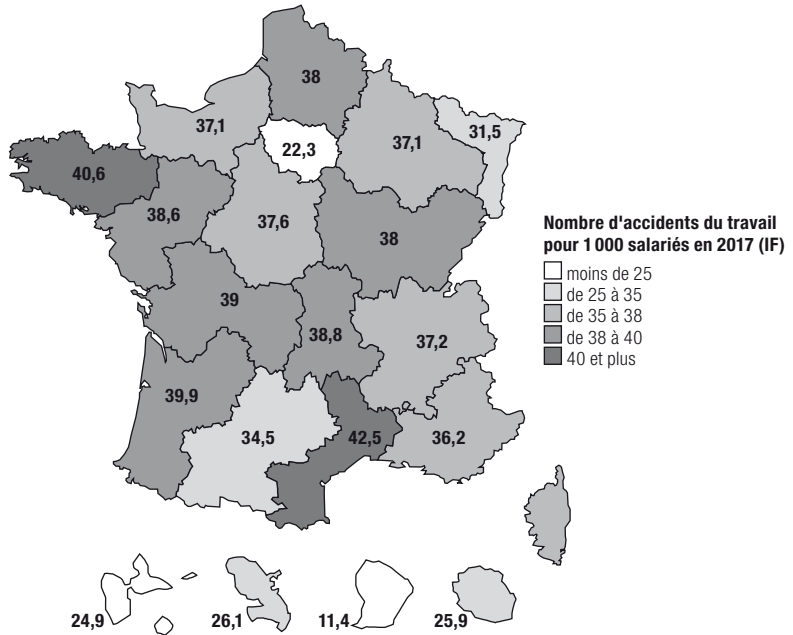 38
37,1
22,3
37,1
31,5
40,6
38,6
37,6
38
39
38,8
37,2
39,9
34,5
42,5
36,2
24,9
26,1
11,4
25,9
Nombre d'accidents du travail
pour 1 000 salariés en 2017 (IF)
moins de 25
de 25 à 35
de 35 à 38
de 38 à 40
40 et plus